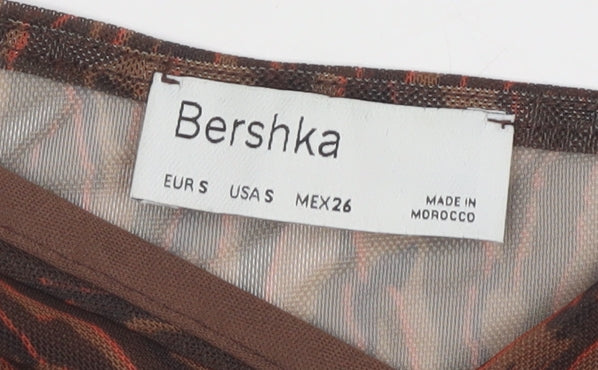 Bershka
EUR S USA S MEX 26
MADE IN
MOROCCO